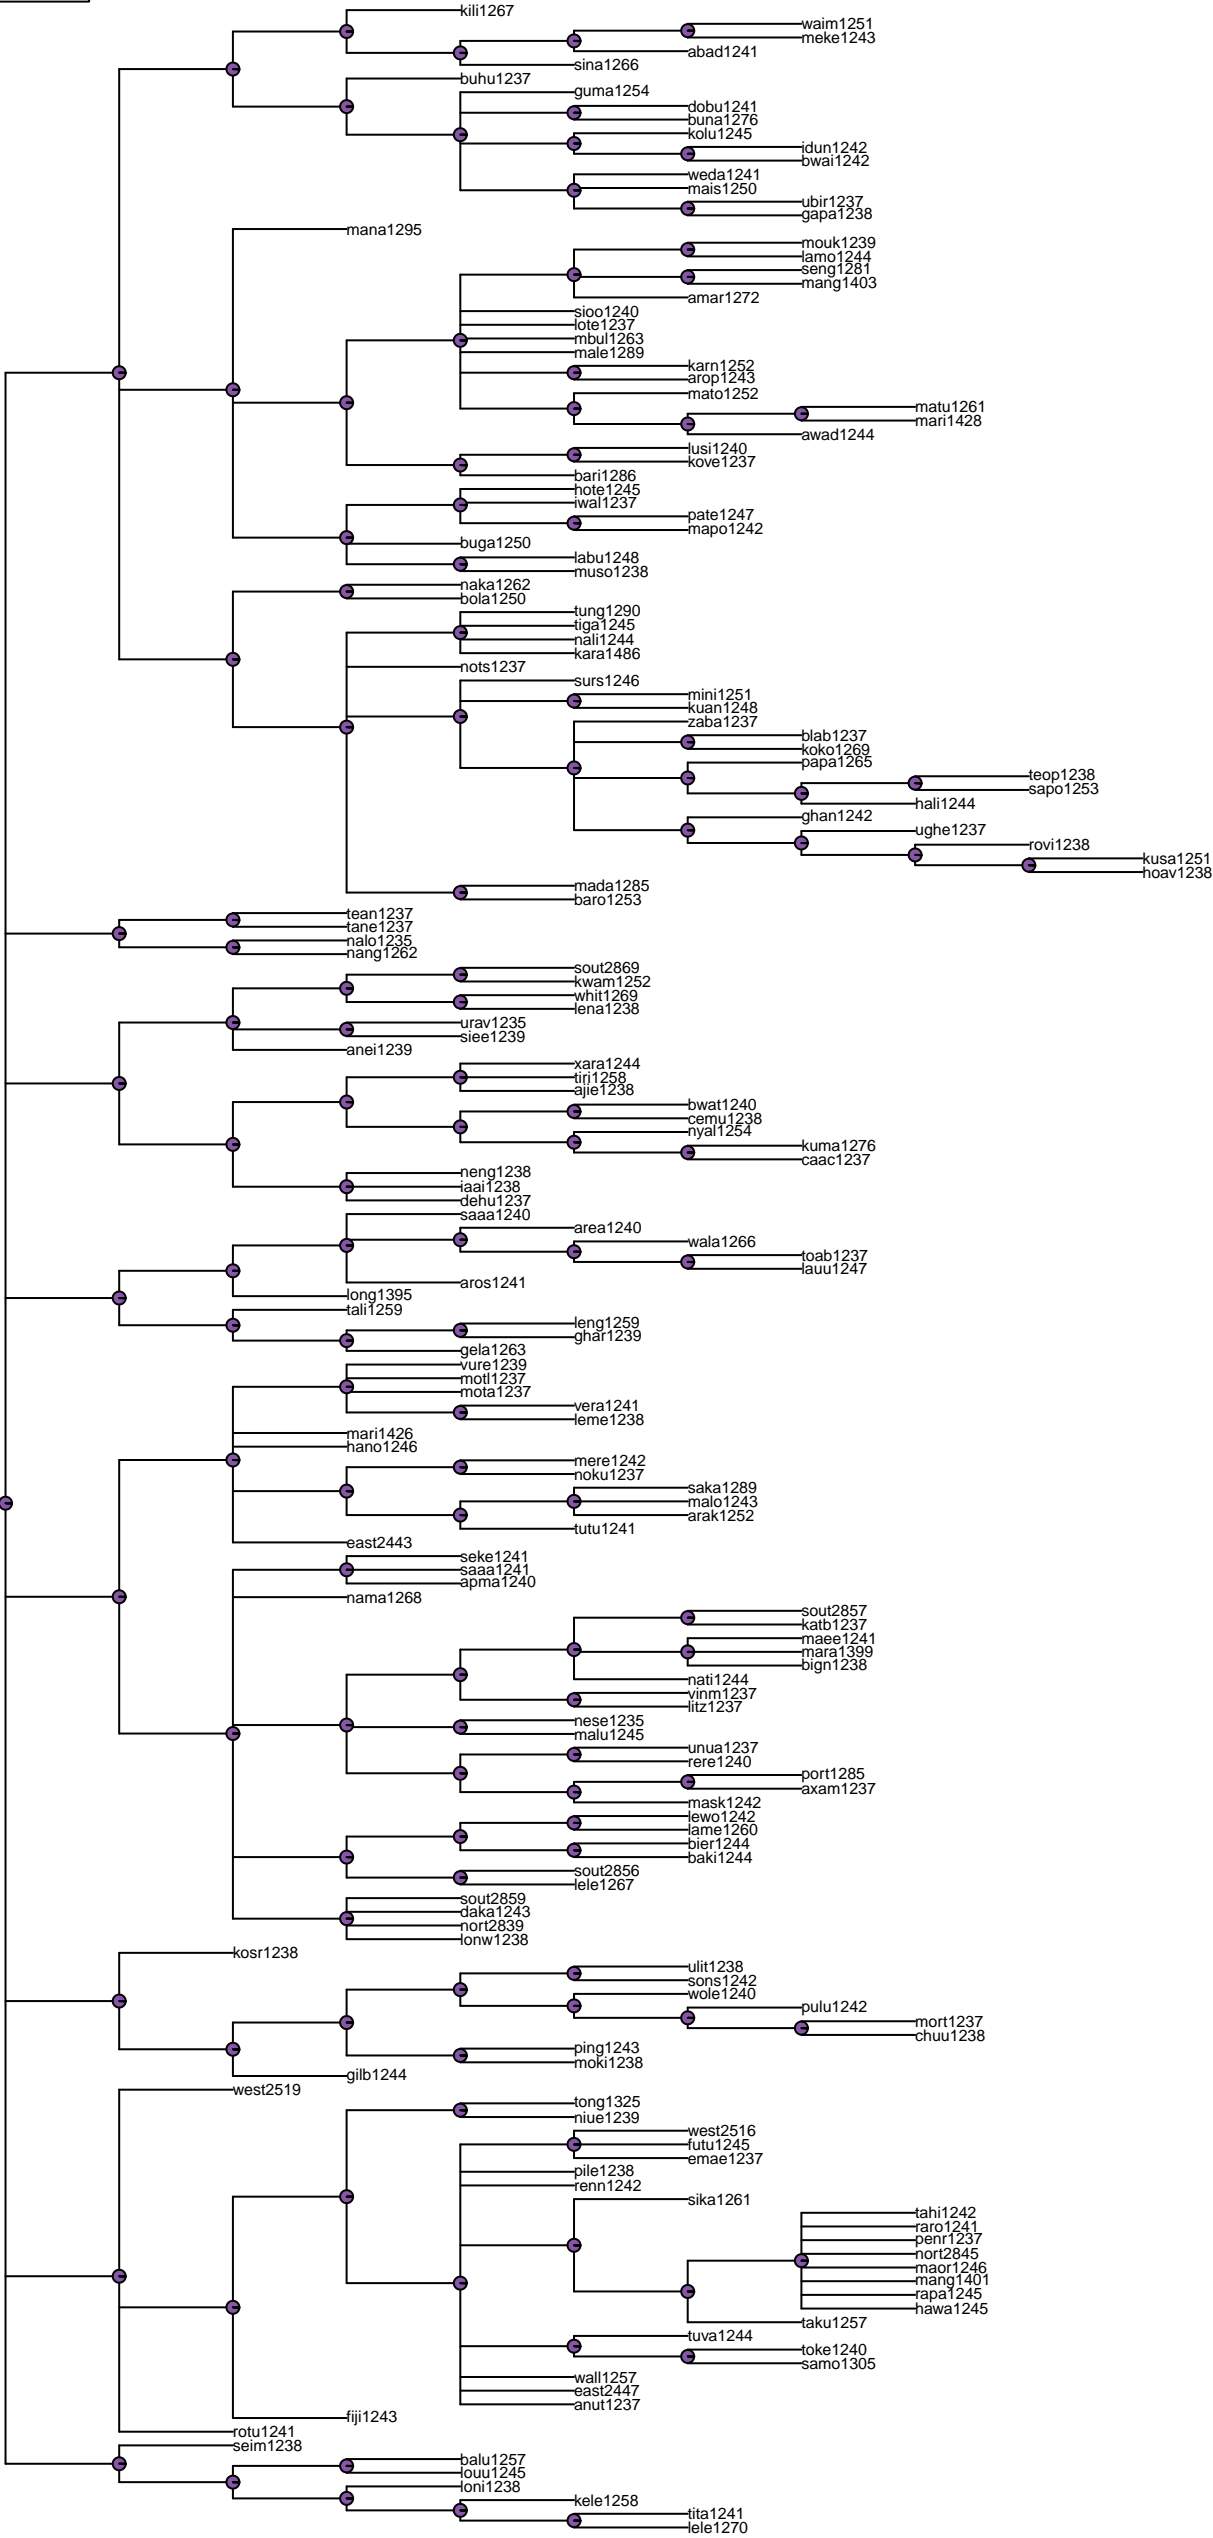 kili1267
waim1251
meke1243
abad1241
sina1266
buhu1237
guma1254
dobu1241
buna1276
kolu1245
idun1242
bwai1242
weda1241
mais1250
ubir1237
gapa1238
mana1295
mouk1239
lamo1244
seng1281
mang1403
amar1272
sioo1240
lote1237
mbul1263
male1289
karn1252
arop1243
mato1252
matu1261
mari1428
awad1244
lusi1240
kove1237
bari1286
hote1245
iwal1237
pate1247
mapo1242
buga1250
labu1248
muso1238
naka1262
bola1250
tung1290
tiga1245
nali1244
kara1486
nots1237
surs1246
mini1251
kuan1248
zaba1237
blab1237
koko1269
papa1265
teop1238
sapo1253
hali1244
ghan1242
ughe1237
rovi1238
kusa1251
hoav1238
mada1285
baro1253
tean1237
tane1237
nalo1235
nang1262
sout2869
kwam1252
whit1269
lena1238
urav1235
siee1239
anei1239
xara1244
tiri1258
ajie1238
bwat1240
cemu1238
nyal1254
kuma1276
caac1237
neng1238
iaai1238
dehu1237
saaa1240
area1240
wala1266
toab1237
lauu1247
aros1241
long1395
tali1259
leng1259
ghar1239
gela1263
vure1239
motl1237
mota1237
vera1241
leme1238
mari1426
hano1246
mere1242
noku1237
saka1289
malo1243
arak1252
tutu1241
east2443
seke1241
saaa1241
apma1240
nama1268
sout2857
katb1237
maee1241
mara1399
bign1238
nati1244
vinm1237
litz1237
nese1235
malu1245
unua1237
rere1240
port1285
axam1237
mask1242
lewo1242
lame1260
bier1244
baki1244
sout2856
lele1267
sout2859
daka1243
nort2839
lonw1238
kosr1238
ulit1238
sons1242
wole1240
pulu1242
mort1237
chuu1238
ping1243
moki1238
gilb1244
west2519
tong1325
niue1239
west2516
futu1245
emae1237
pile1238
renn1242
sika1261
tahi1242
raro1241
penr1237
nort2845
maor1246
mang1401
rapa1245
hawa1245
taku1257
tuva1244
toke1240
samo1305
wall1257
east2447
anut1237
fiji1243
rotu1241
seim1238
balu1257
louu1245
loni1238
kele1258
tita1241
lele1270